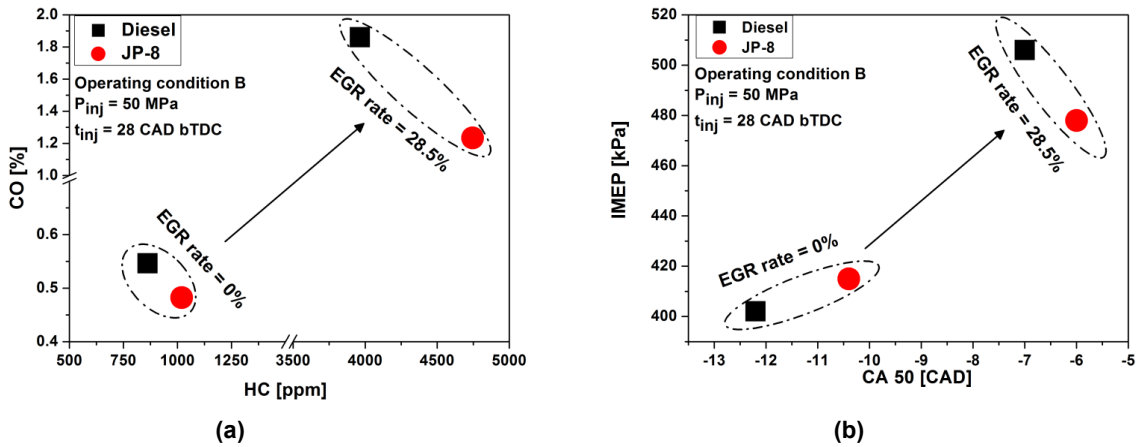 Diesel
JP-8
Operating condition B
Pinj = 50 MPa
tinj = 28 CAD bTDC
EGR rate = 28.5%
EGR rate = 0%
CO [%]
2.0
1.8
1.6
1.4
1.2
1.0
0.6
0.5
0.4
500
750
1000
1250
3500
4000
4250
4500
4750
5000
HC [ppm]
(a)
Diesel
JP-8
Operating condition B
Pinj = 50 MPa
tinj = 28 CAD bTDC
EGR rate = 28.5%
EGR rate = 0%
IMEP [kPa]
520
500
480
460
440
420
400
-13
-12
-11
-10
-9
-8
-7
-6
-5
CA 50 [CAD]
(b)